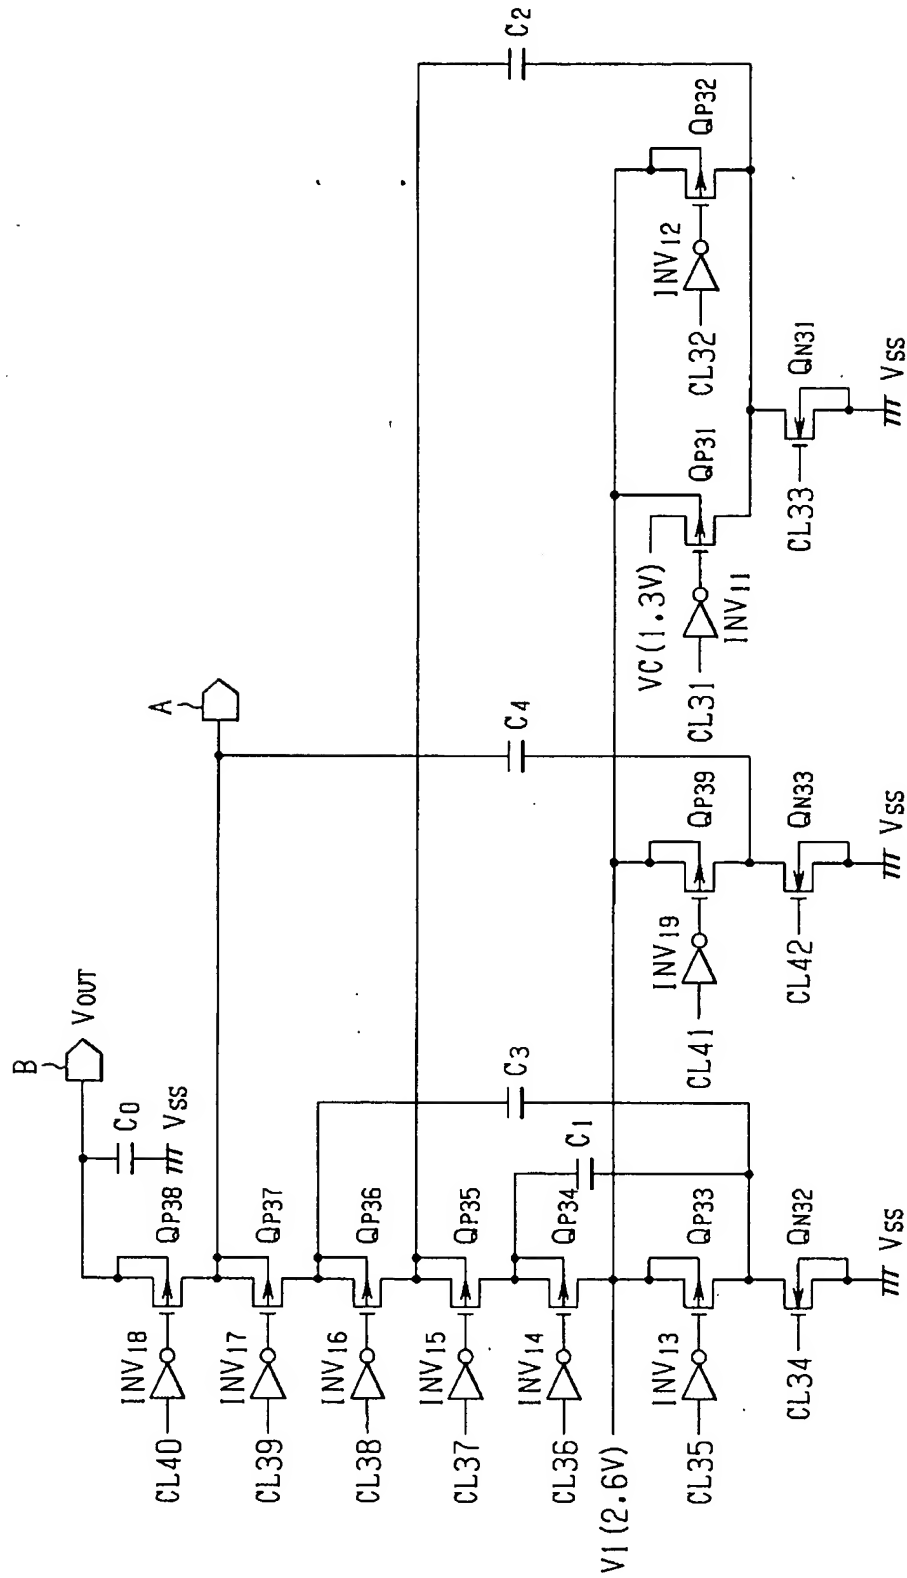 B
VOUT
C0
VSS
A
CL40
INV18
QP38
CL39
INV17
QP37
CL38
INV16
QP36
CL37
INV15
QP35
CL36
INV14
QP34
V1(2.6V)
CL35
INV13
QP33
CL34
QN32
VSS
C3
C1
CL41
INV19
QP39
CL42
QN33
VSS
C4
VC(1.3V)
CL31
INV11
QP31
CL32
INV12
QP32
CL33
QN31
VSS
C2